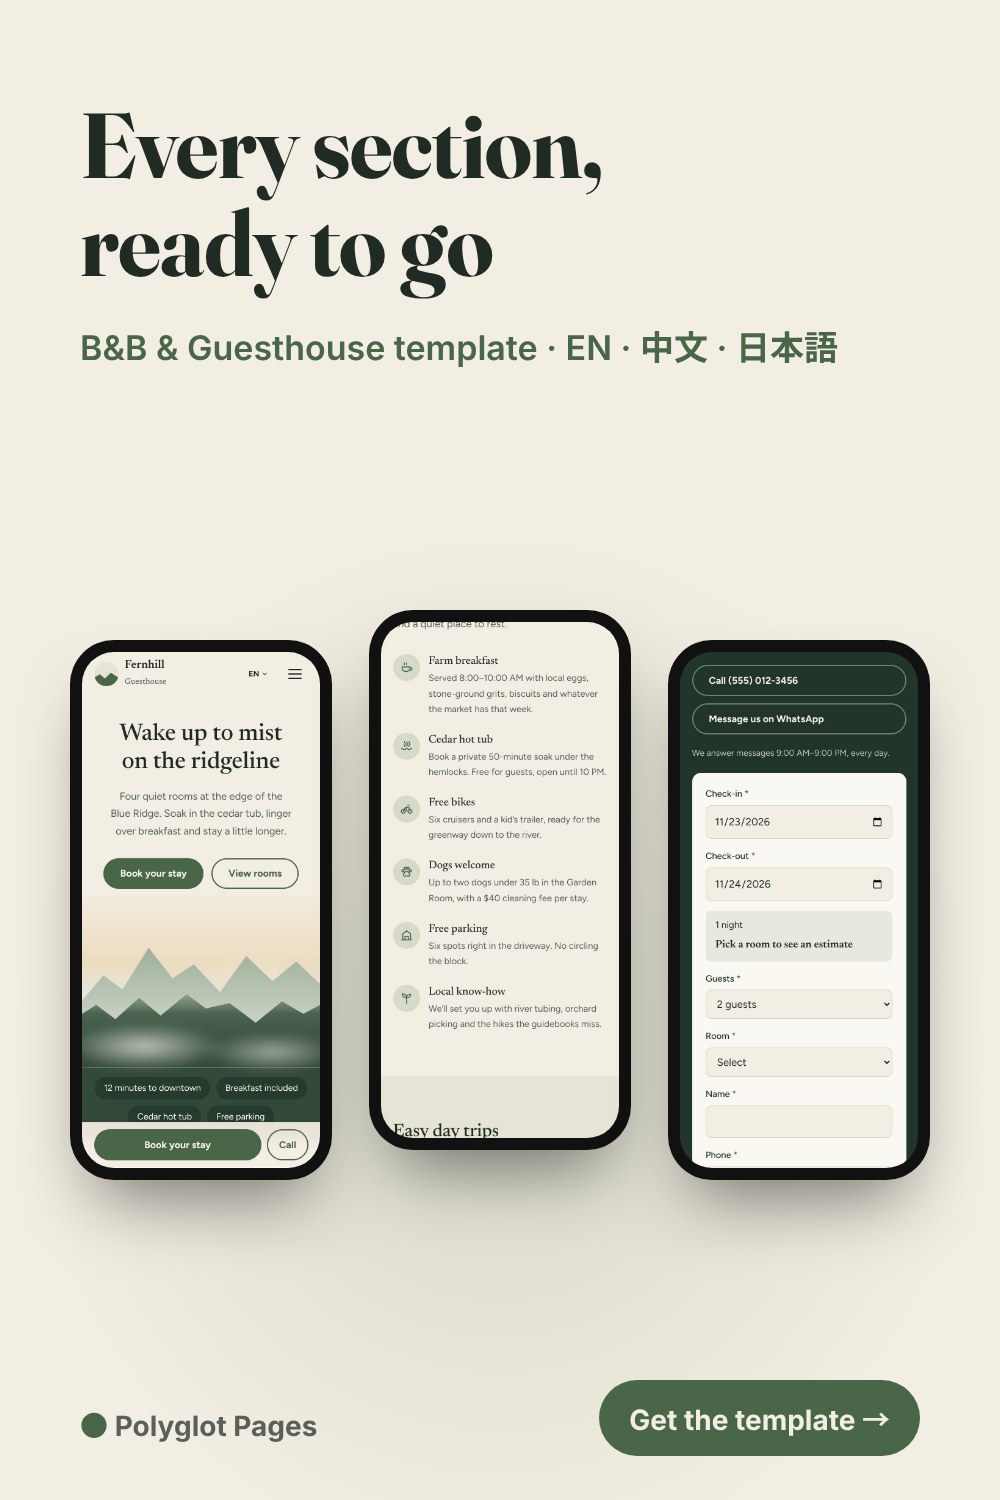 Every section,
ready to go
B&B & Guesthouse template · EN · 中文 · 日本語
Fernhill
Guesthouse
EN
Wake up to mist
on the ridgeline
Four quiet rooms at the edge of the
Blue Ridge. Soak in the cedar tub, linger
over breakfast and stay a little longer.
Book your stay
View rooms
12 minutes to downtown
Breakfast included
Cedar hot tub
Free parking
Book your stay
Call
a quiet place to rest.
Farm breakfast
Served 8:00–10:00 AM with local eggs,
stone-ground grits, biscuits and whatever
the market has that week.
Cedar hot tub
Book a private 50-minute soak under the
hemlocks. Free for guests, open until 10 PM.
Free bikes
Six cruisers and a kid's trailer, ready for the
greenway down to the river.
Dogs welcome
Up to two dogs under 35 lb in the Garden
Room, with a $40 cleaning fee per stay.
Free parking
Six spots right in the driveway. No circling
the block.
Local know-how
We'll set you up with river tubing, orchard
picking and the hikes the guidebooks miss.
Easy day trips
Call (555) 012-3456
Message us on WhatsApp
We answer messages 9:00 AM–9:00 PM, every day.
Check-in *
11/23/2026
Check-out *
11/24/2026
1 night
Pick a room to see an estimate
Guests *
2 guests
Room *
Select
Name *
Phone *
Polyglot Pages
Get the template →